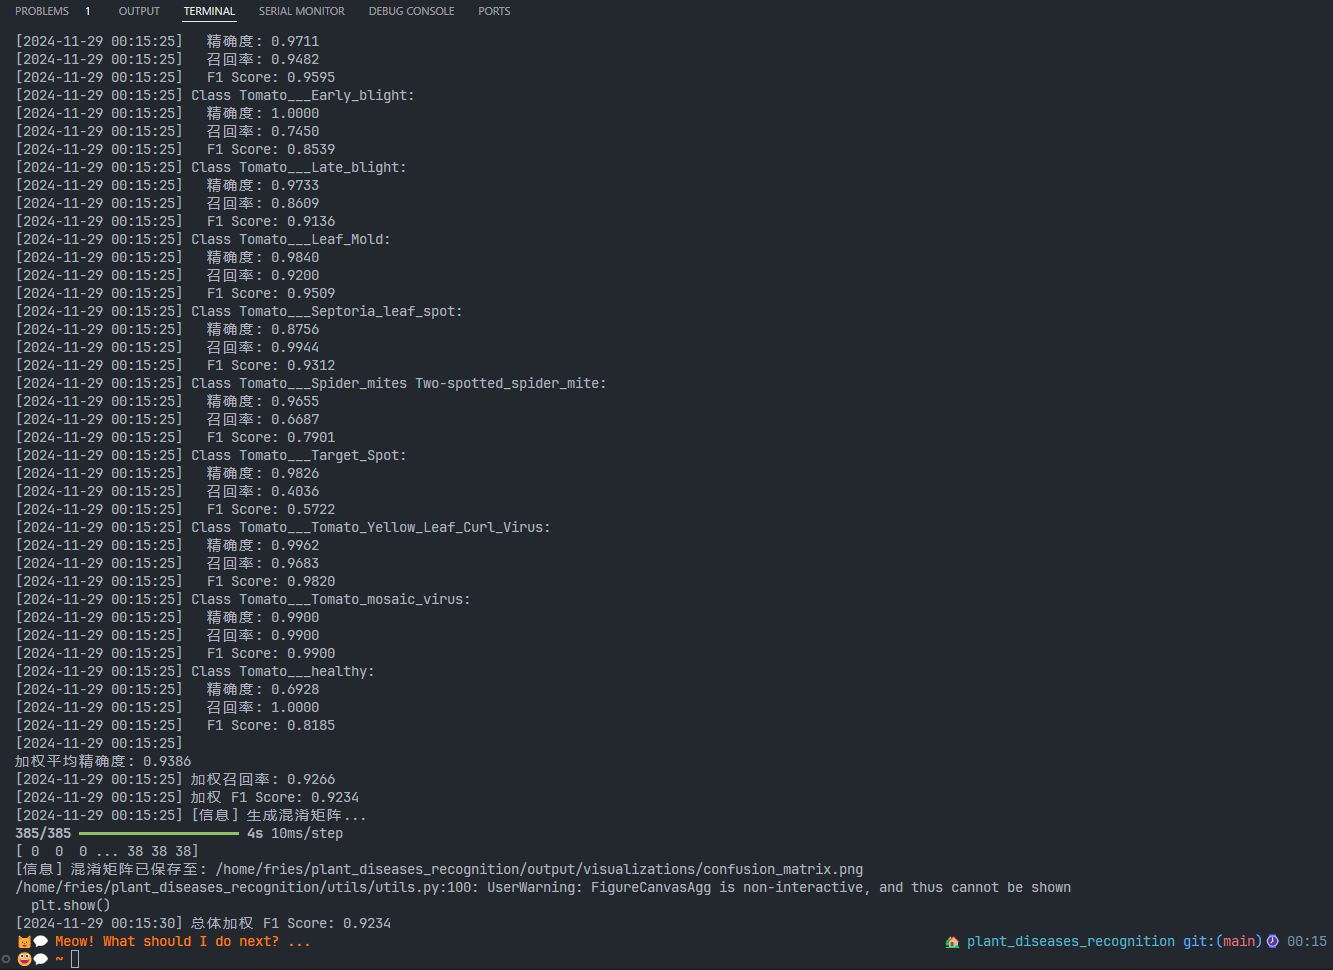 PROBLEMS 1 OUTPUT TERMINAL SERIAL MONITOR DEBUG CONSOLE PORTS
[2024-11-29 00:15:25] 精确度: 0.9711
[2024-11-29 00:15:25] 召回率: 0.9482
[2024-11-29 00:15:25] F1 Score: 0.9595
[2024-11-29 00:15:25] Class Tomato___Early_blight:
[2024-11-29 00:15:25] 精确度: 1.0000
[2024-11-29 00:15:25] 召回率: 0.7450
[2024-11-29 00:15:25] F1 Score: 0.8539
[2024-11-29 00:15:25] Class Tomato___Late_blight:
[2024-11-29 00:15:25] 精确度: 0.9733
[2024-11-29 00:15:25] 召回率: 0.8609
[2024-11-29 00:15:25] F1 Score: 0.9136
[2024-11-29 00:15:25] Class Tomato___Leaf_Mold:
[2024-11-29 00:15:25] 精确度: 0.9840
[2024-11-29 00:15:25] 召回率: 0.9200
[2024-11-29 00:15:25] F1 Score: 0.9509
[2024-11-29 00:15:25] Class Tomato___Septoria_leaf_spot:
[2024-11-29 00:15:25] 精确度: 0.8756
[2024-11-29 00:15:25] 召回率: 0.9944
[2024-11-29 00:15:25] F1 Score: 0.9312
[2024-11-29 00:15:25] Class Tomato___Spider_mites Two-spotted_spider_mite:
[2024-11-29 00:15:25] 精确度: 0.9655
[2024-11-29 00:15:25] 召回率: 0.6687
[2024-11-29 00:15:25] F1 Score: 0.7901
[2024-11-29 00:15:25] Class Tomato___Target_Spot:
[2024-11-29 00:15:25] 精确度: 0.9826
[2024-11-29 00:15:25] 召回率: 0.4036
[2024-11-29 00:15:25] F1 Score: 0.5722
[2024-11-29 00:15:25] Class Tomato___Tomato_Yellow_Leaf_Curl_Virus:
[2024-11-29 00:15:25] 精确度: 0.9962
[2024-11-29 00:15:25] 召回率: 0.9683
[2024-11-29 00:15:25] F1 Score: 0.9820
[2024-11-29 00:15:25] Class Tomato___Tomato_mosaic_virus:
[2024-11-29 00:15:25] 精确度: 0.9900
[2024-11-29 00:15:25] 召回率: 0.9900
[2024-11-29 00:15:25] F1 Score: 0.9900
[2024-11-29 00:15:25] Class Tomato___healthy:
[2024-11-29 00:15:25] 精确度: 0.6928
[2024-11-29 00:15:25] 召回率: 1.0000
[2024-11-29 00:15:25] F1 Score: 0.8185
[2024-11-29 00:15:25]
加权平均精确度: 0.9386
[2024-11-29 00:15:25] 加权召回率: 0.9266
[2024-11-29 00:15:25] 加权 F1 Score: 0.9234
[2024-11-29 00:15:25] [信息] 生成混淆矩阵...
385/385 4s 10ms/step
[ 0 0 0 ... 38 38 38]
[信息] 混淆矩阵已保存至: /home/fries/plant_diseases_recognition/output/visualizations/confusion_matrix.png
/home/fries/plant_diseases_recognition/utils/utils.py:100: UserWarning: FigureCanvasAgg is non-interactive, and thus cannot be shown
plt.show()
[2024-11-29 00:15:30] 总体加权 F1 Score: 0.9234
Meow! What should I do next? ... plant_diseases_recognition git:(main) 00:15
~